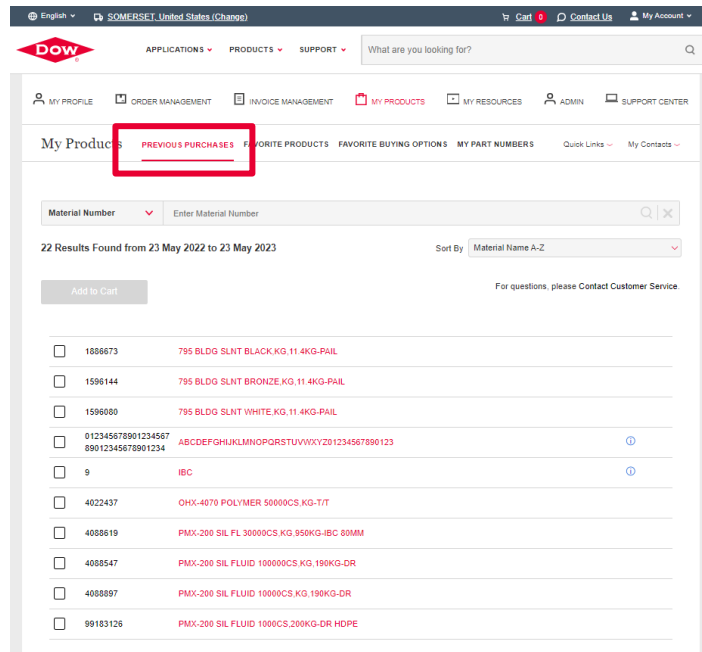 English SOMERSET, United States (Change) Cart 0 Contact Us My Account
Dow
®
APPLICATIONS PRODUCTS SUPPORT What are you looking for?
MY PROFILE ORDER MANAGEMENT INVOICE MANAGEMENT MY PRODUCTS MY RESOURCES ADMIN SUPPORT CENTER
My Products PREVIOUS PURCHASES FAVORITE PRODUCTS FAVORITE BUYING OPTIONS MY PART NUMBERS Quick Links My Contacts
Material Number Enter Material Number
22 Results Found from 23 May 2022 to 23 May 2023 Sort By Material Name A-Z
Add to Cart For questions, please Contact Customer Service.
1886673 795 BLDG SLNT BLACK,KG,11.4KG-PAIL
1596144 795 BLDG SLNT BRONZE,KG,11.4KG-PAIL
1596080 795 BLDG SLNT WHITE,KG,11.4KG-PAIL
012345678901234567
89012345678901234 ABCDEFGHIJKLMNOPQRSTUVWXYZ01234567890123
9 IBC
4022437 OHX-4070 POLYMER 50000CS,KG-T/T
4088619 PMX-200 SIL FL 30000CS,KG,950KG-IBC 80MM
4088547 PMX-200 SIL FLUID 100000CS,KG,190KG-DR
4088897 PMX-200 SIL FLUID 10000CS,KG,190KG-DR
99183126 PMX-200 SIL FLUID 1000CS,200KG-DR HDPE